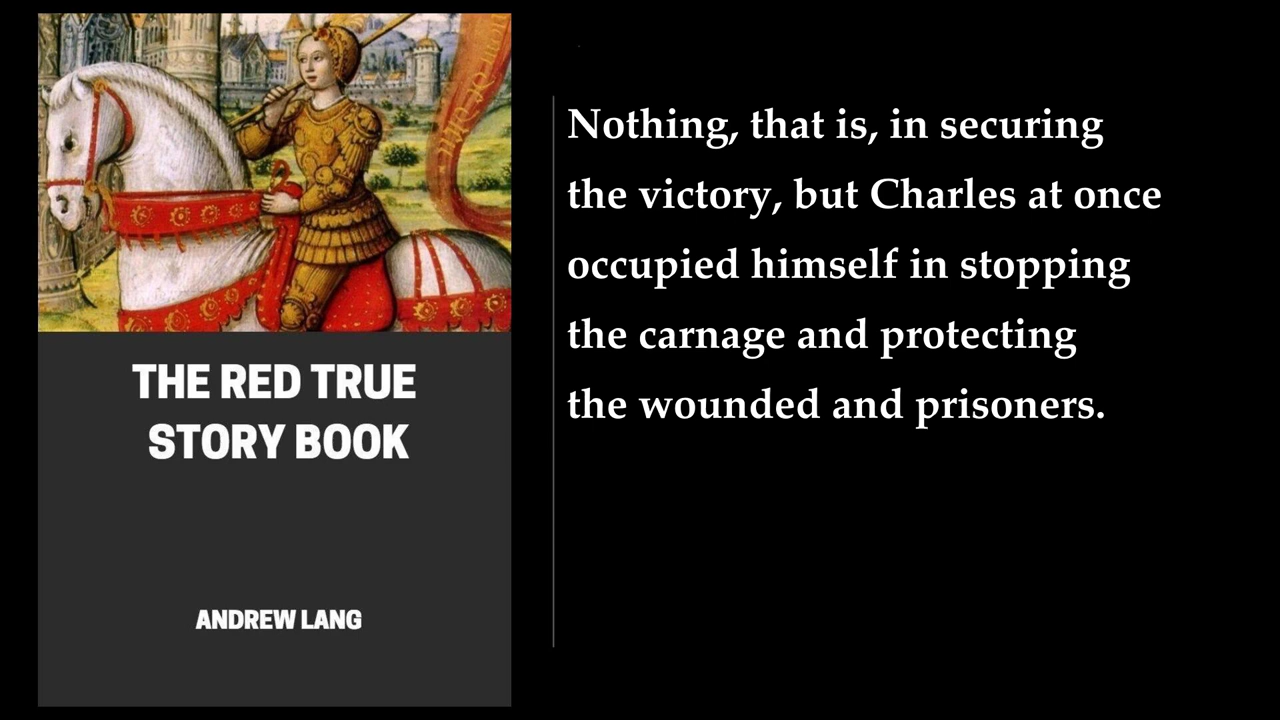 THE RED TRUE
STORY BOOK
ANDREW LANG
Nothing, that is, in securing
the victory, but Charles at once
occupied himself in stopping
the carnage and protecting
the wounded and prisoners.